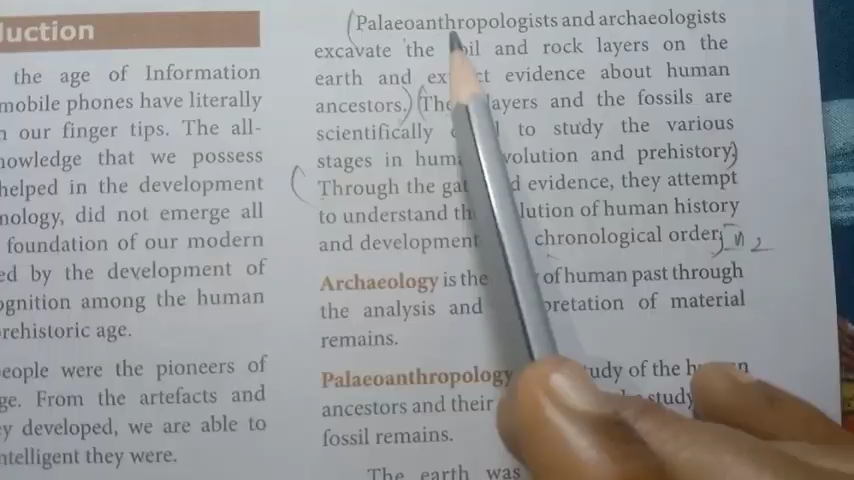 uction
the age of Information
mobile phones have literally
our finger tips. The all-
nowledge that we possess
helped in the development
nology, did not emerge all
foundation of our modern
ed by the development of
ognition among the human
rehistoric age.
eople were the pioneers of
ge. From the artefacts and
y developed, we are able to
ntelligent they were.
(Palaeoanthropologists and archaeologists
excavate the oil and rock layers on the
earth and ex ct evidence about human
ancestors.) (The layers and the fossils are
scientifically d to study the various
stages in hum volution and prehistory)
(Through the ga d evidence, they attempt
to understand th lution of human history
and development chronological order
Archaeology is the of human past through
the analysis and pretation of material
remains.
Palaeoanthropology udy of the h n
ancestors and their study
fossil remains.
The earth was